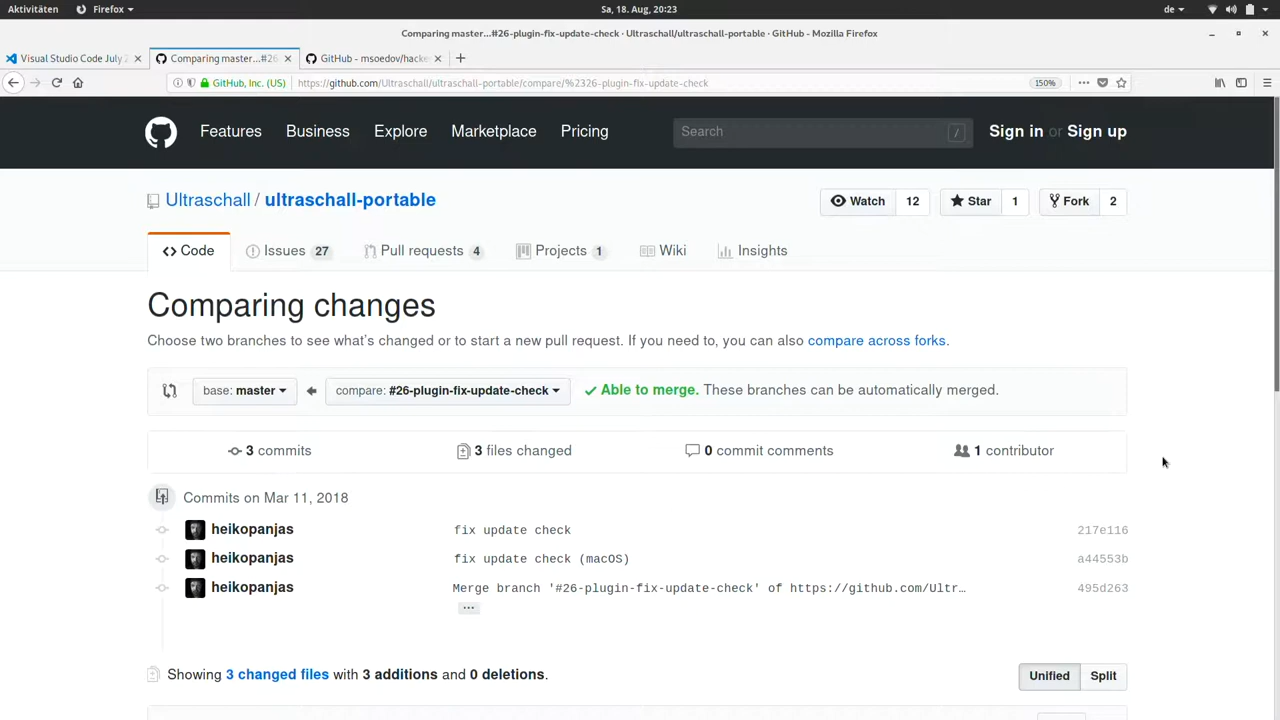 Aktivitäten Firefox Sa, 18. Aug, 20:23 de
Comparing master...#26-plugin-fix-update-check · Ultraschall/ultraschall-portable · GitHub - Mozilla Firefox
Visual Studio Code July 2 Comparing master...#26 GitHub - msoedov/hacke
GitHub, Inc. (US) https://github.com/Ultraschall/ultraschall-portable/compare/%2326-plugin-fix-update-check 150%
Features Business Explore Marketplace Pricing Search / Sign in or Sign up
Ultraschall / ultraschall-portable Watch 12 Star 1 Fork 2
Code Issues 27 Pull requests 4 Projects 1 Wiki Insights
Comparing changes
Choose two branches to see what's changed or to start a new pull request. If you need to, you can also compare across forks.
base: master compare: #26-plugin-fix-update-check Able to merge. These branches can be automatically merged.
3 commits 3 files changed 0 commit comments 1 contributor
Commits on Mar 11, 2018
heikopanjas fix update check 217e116
heikopanjas fix update check (macOS) a44553b
heikopanjas Merge branch '#26-plugin-fix-update-check' of https://github.com/Ultr… 495d263
…
Showing 3 changed files with 3 additions and 0 deletions. Unified Split